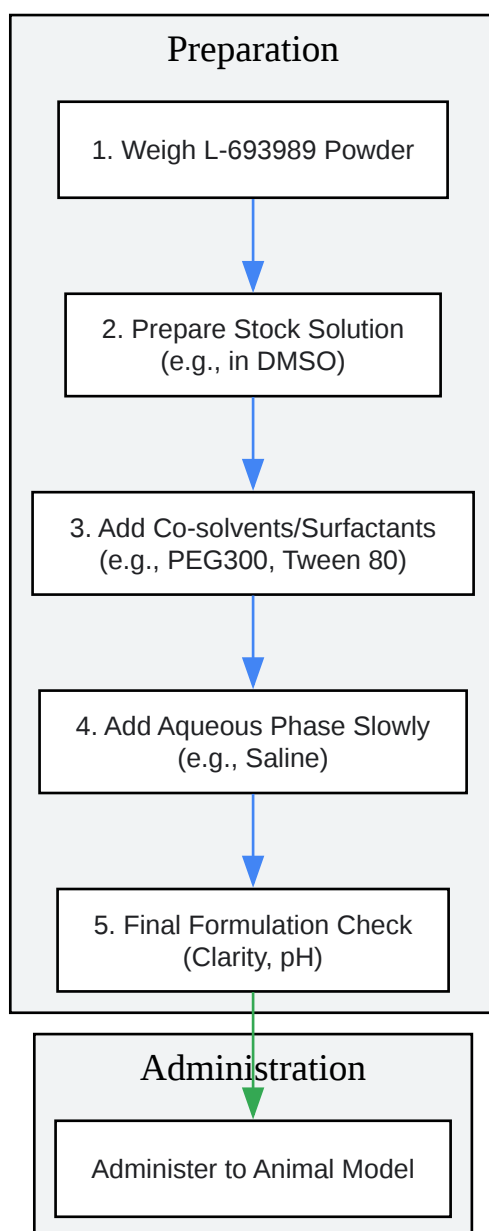 Preparation
1. Weigh L-693989 Powder
2. Prepare Stock Solution
(e.g., in DMSO)
3. Add Co-solvents/Surfactants
(e.g., PEG300, Tween 80)
4. Add Aqueous Phase Slowly
(e.g., Saline)
5. Final Formulation Check
(Clarity, pH)
Administration
Administer to Animal Model